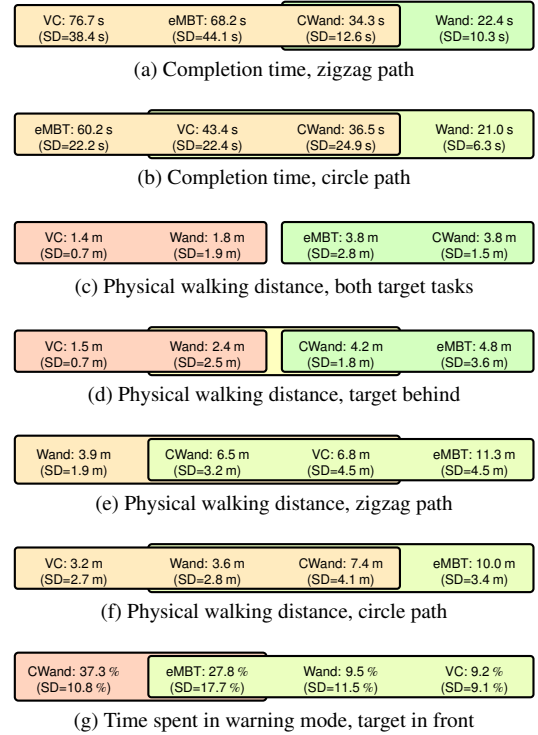 VC: 76.7 s eMBT: 68.2 s CWand: 34.3 s Wand: 22.4 s
(SD=38.4 s) (SD=44.1 s) (SD=12.6 s) (SD=10.3 s)
(a) Completion time, zigzag path
eMBT: 60.2 s VC: 43.4 s CWand: 36.5 s Wand: 21.0 s
(SD=22.2 s) (SD=22.4 s) (SD=24.9 s) (SD=6.3 s)
(b) Completion time, circle path
VC: 1.4 m Wand: 1.8 m eMBT: 3.8 m CWand: 3.8 m
(SD=0.7 m) (SD=1.9 m) (SD=2.8 m) (SD=1.5 m)
(c) Physical walking distance, both target tasks
VC: 1.5 m Wand: 2.4 m CWand: 4.2 m eMBT: 4.8 m
(SD=0.7 m) (SD=2.5 m) (SD=1.8 m) (SD=3.6 m)
(d) Physical walking distance, target behind
Wand: 3.9 m CWand: 6.5 m VC: 6.8 m eMBT: 11.3 m
(SD=1.9 m) (SD=3.2 m) (SD=4.5 m) (SD=4.5 m)
(e) Physical walking distance, zigzag path
VC: 3.2 m Wand: 3.6 m CWand: 7.4 m eMBT: 10.0 m
(SD=2.7 m) (SD=2.8 m) (SD=4.1 m) (SD=3.4 m)
(f) Physical walking distance, circle path
CWand: 37.3 % eMBT: 27.8 % Wand: 9.5 % VC: 9.2 %
(SD=10.8 %) (SD=17.7 %) (SD=11.5 %) (SD=9.1 %)
(g) Time spent in warning mode, target in front